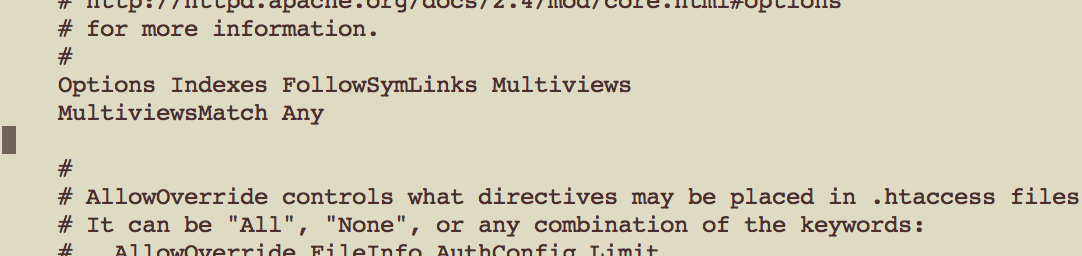 # http://httpd.apache.org/docs/2.4/mod/core.html#options
# for more information.
#
Options Indexes FollowSymLinks Multiviews
MultiviewsMatch Any
#
# AllowOverride controls what directives may be placed in .htaccess files
# It can be "All", "None", or any combination of the keywords:
#   AllowOverride FileInfo AuthConfig Limit